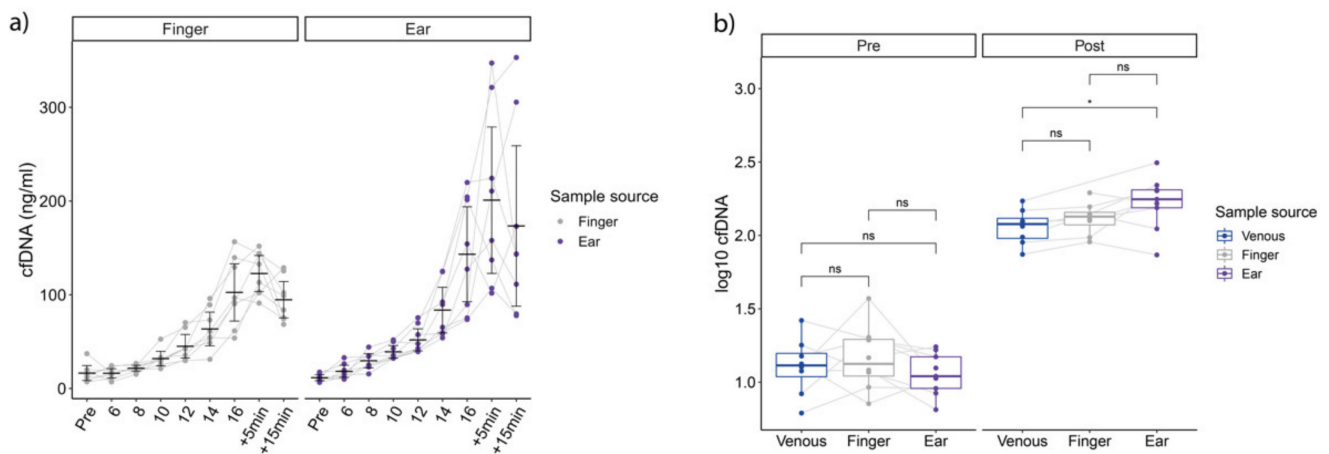 a)
Finger
Ear
cfDNA (ng/ml)
300
200
100
0
Pre
6
8
10
12
14
16
+5min
+15min
Pre
6
8
10
12
14
16
+5min
+15min
Sample source
Finger
Ear
b)
Pre
Post
log10 cfDNA
3.0
2.5
2.0
1.5
1.0
ns
ns
ns
ns
*
ns
Venous
Finger
Ear
Venous
Finger
Ear
Sample source
Venous
Finger
Ear